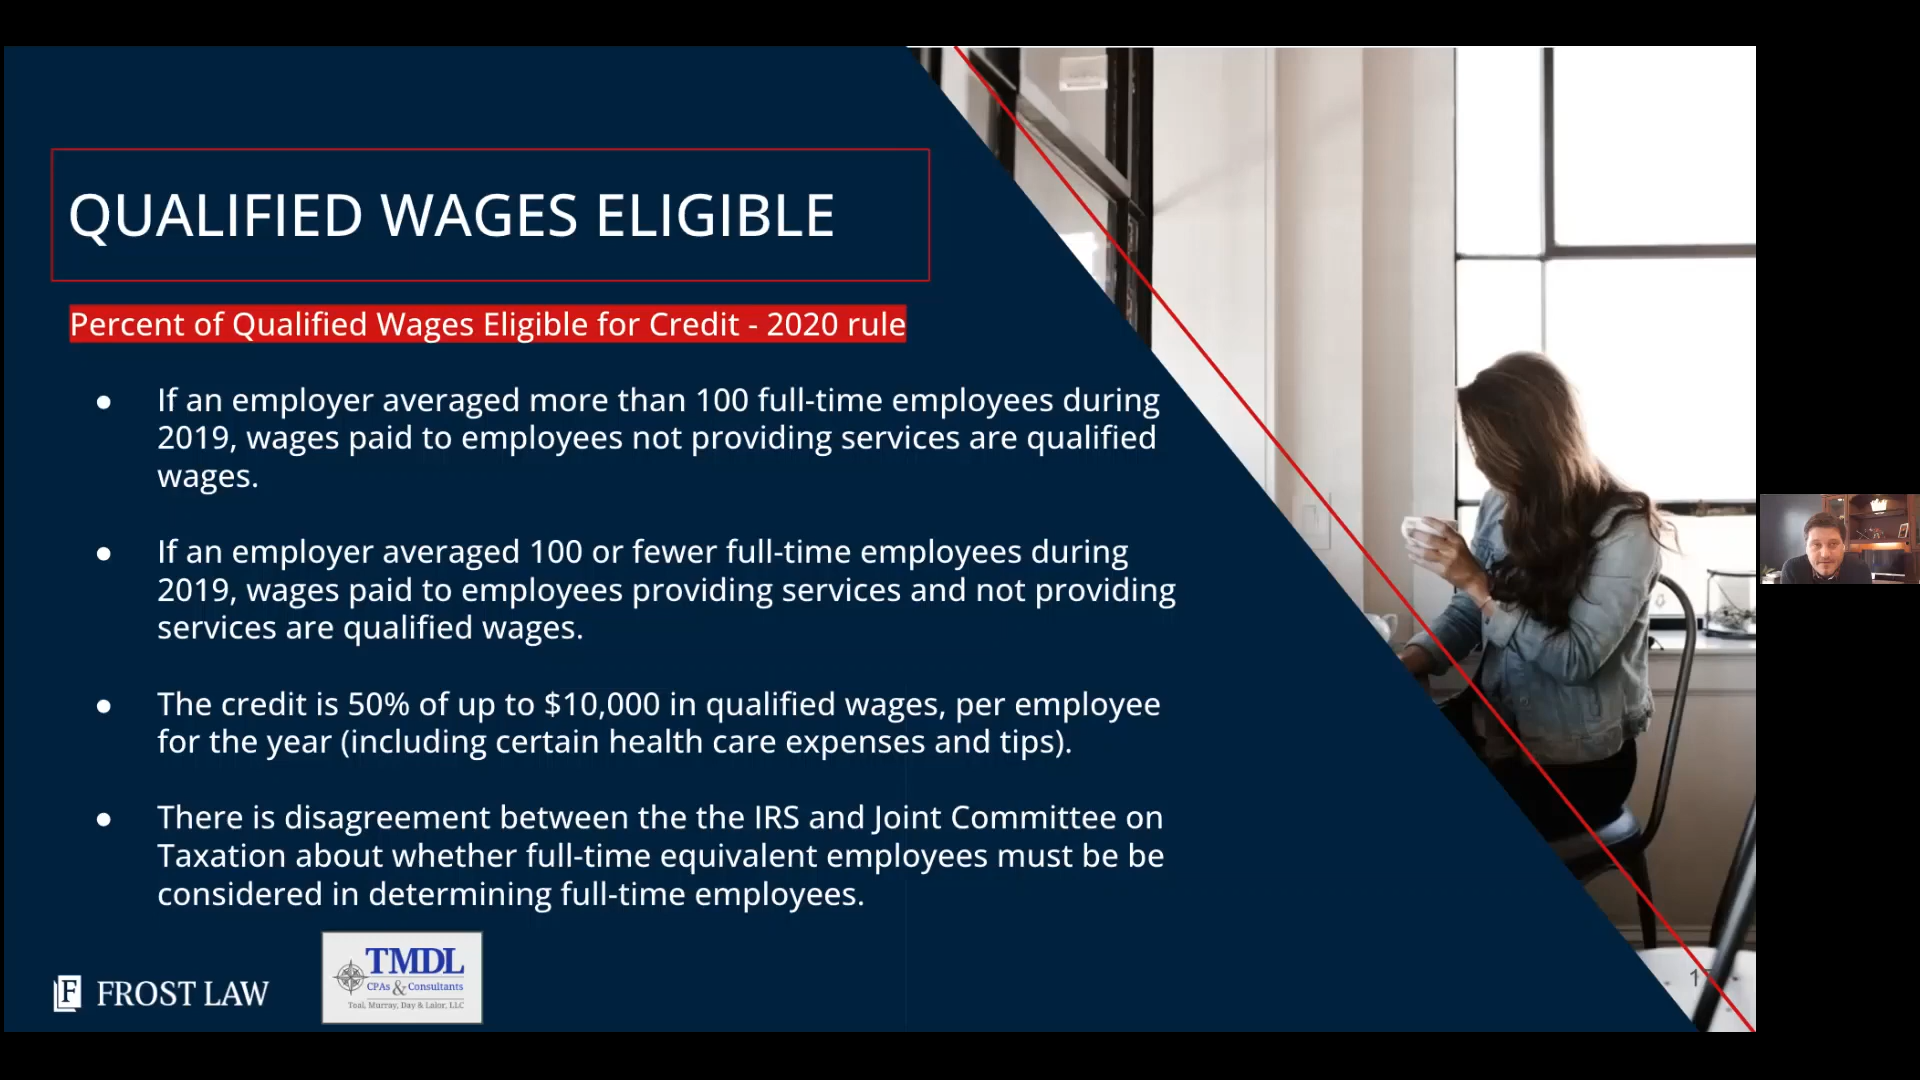 QUALIFIED WAGES ELIGIBLE
Percent of Qualified Wages Eligible for Credit - 2020 rule
● If an employer averaged more than 100 full-time employees during
2019, wages paid to employees not providing services are qualified
wages.
● If an employer averaged 100 or fewer full-time employees during
2019, wages paid to employees providing services and not providing
services are qualified wages.
● The credit is 50% of up to $10,000 in qualified wages, per employee
for the year (including certain health care expenses and tips).
● There is disagreement between the the IRS and Joint Committee on
Taxation about whether full-time equivalent employees must be be
considered in determining full-time employees.
F FROST LAW
TMDL
CPAs & Consultants
Teal, Murray, Day & Lalor, LLC